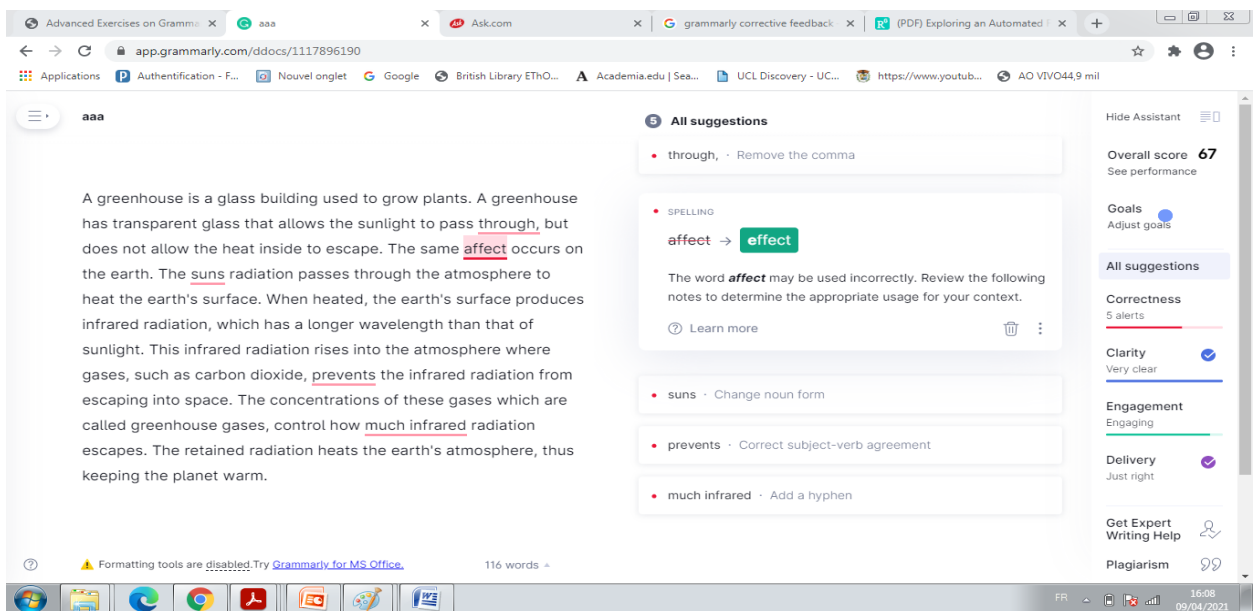 Advanced Exercises on Gramma
aaa
Ask.com
grammarly corrective feedback
(PDF) Exploring an Automated
app.grammarly.com/ddocs/1117896190
Applications
Authentification - F...
Nouvel onglet
Google
British Library EThO...
Academia.edu | Sea...
UCL Discovery - UC...
https://www.youtub...
AO VIVO44,9 mil
aaa
A greenhouse is a glass building used to grow plants. A greenhouse
has transparent glass that allows the sunlight to pass through, but
does not allow the heat inside to escape. The same affect occurs on
the earth. The suns radiation passes through the atmosphere to
heat the earth's surface. When heated, the earth's surface produces
infrared radiation, which has a longer wavelength than that of
sunlight. This infrared radiation rises into the atmosphere where
gases, such as carbon dioxide, prevents the infrared radiation from
escaping into space. The concentrations of these gases which are
called greenhouse gases, control how much infrared radiation
escapes. The retained radiation heats the earth's atmosphere, thus
keeping the planet warm.
Formatting tools are disabled.Try Grammarly for MS Office.
116 words
5 All suggestions
through, · Remove the comma
SPELLING
affect → effect
The word affect may be used incorrectly. Review the following
notes to determine the appropriate usage for your context.
Learn more
suns · Change noun form
prevents · Correct subject-verb agreement
much infrared · Add a hyphen
Hide Assistant
Overall score 67
See performance
Goals
Adjust goals
All suggestions
Correctness
5 alerts
Clarity
Very clear
Engagement
Engaging
Delivery
Just right
Get Expert
Writing Help
Plagiarism
FR
16:08
09/04/2021